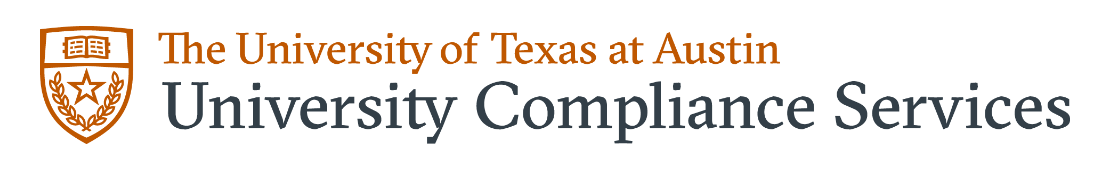 The University of Texas at Austin
University Compliance Services